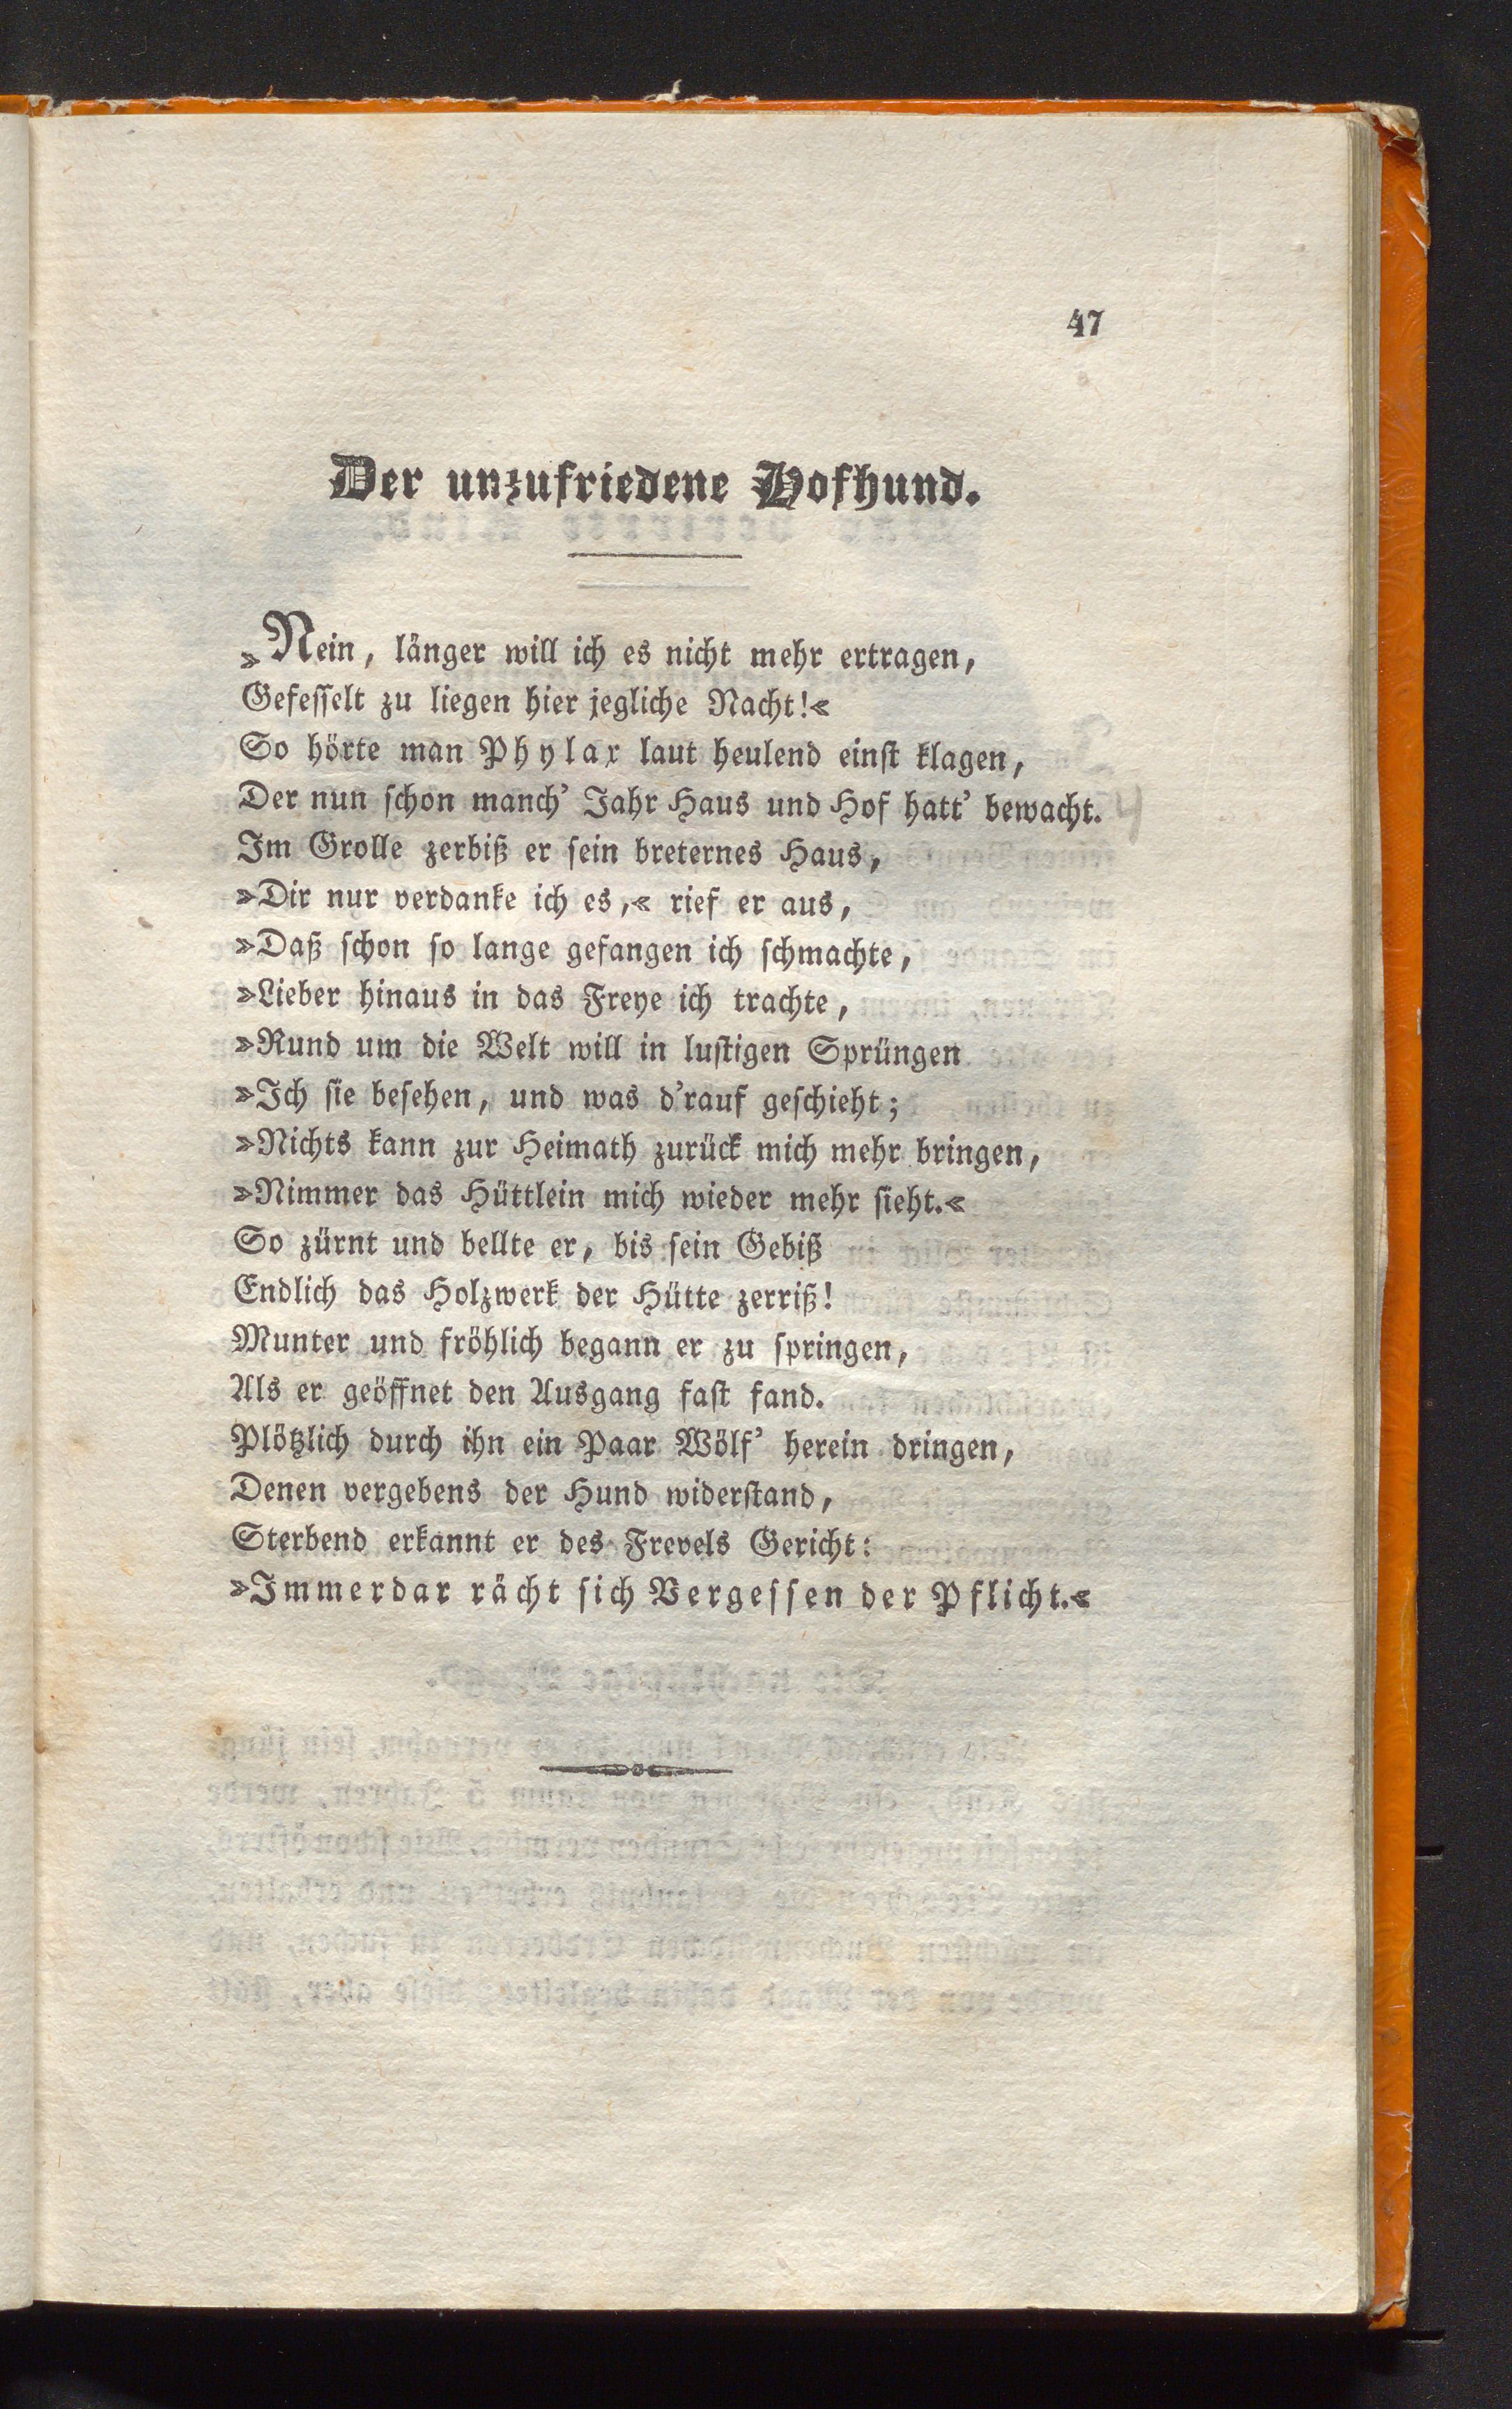 47
Der unzufriedene Hofhund.
»Nein, länger will ich es nicht mehr ertragen,
Gefesselt zu liegen hier jegliche Nacht!«
So hörte man Phylax laut heulend einst klagen,
Der nun schon manch' Jahr Haus und Hof hatt' bewacht.
Im Grolle zerbiß er sein breternes Haus,
»Dir nur verdanke ich es,« rief er aus,
»Daß schon so lange gefangen ich schmachte,
»Lieber hinaus in das Freye ich trachte,
»Rund um die Welt will in lustigen Sprüngen
»Ich sie besehen, und was d'rauf geschieht;
»Nichts kann zur Heimath zurück mich mehr bringen,
»Nimmer das Hüttlein mich wieder mehr sieht.«
So zürnt und bellte er, bis sein Gebiß
Endlich das Holzwerk der Hütte zerriß!
Munter und fröhlich begann er zu springen,
Als er geöffnet den Ausgang fast fand.
Plötzlich durch ihn ein Paar Wölf' herein dringen,
Denen vergebens der Hund widerstand,
Sterbend erkannt er des Frevels Gericht:
»Immerdar rächt sich Vergessen der Pflicht.«